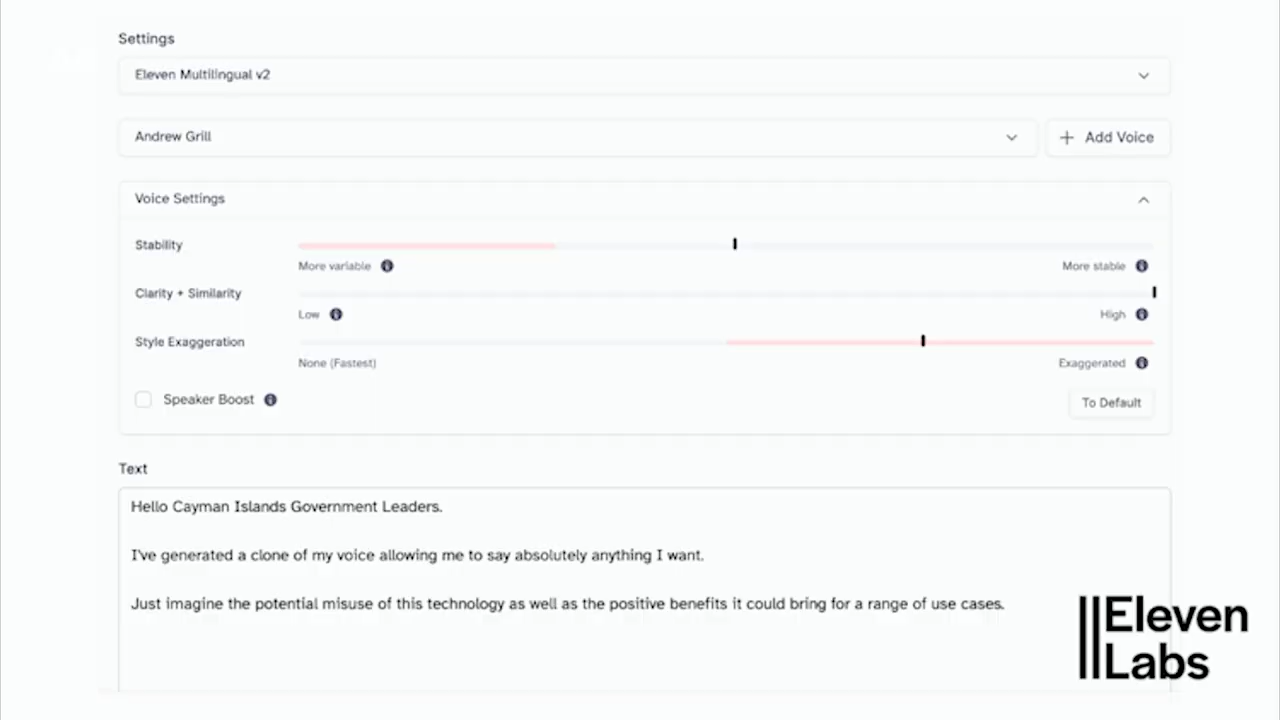 Settings
Eleven Multilingual v2
Andrew Grill
+ Add Voice
Voice Settings
Stability
More variable More stable
Clarity + Similarity
Low High
Style Exaggeration
None (Fastest) Exaggerated
Speaker Boost
To Default
Text
Hello Cayman Islands Government Leaders.
I've generated a clone of my voice allowing me to say absolutely anything I want.
Just imagine the potential misuse of this technology as well as the positive benefits it could bring for a range of use cases.
||Eleven
Labs